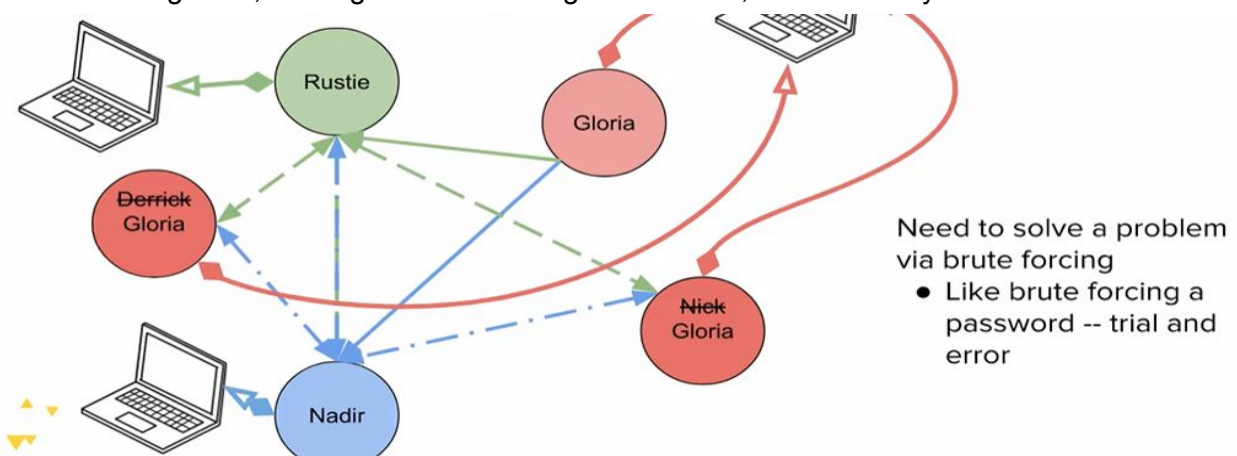 Rustie
Gloria
Derrick
Gloria
Nick
Gloria
Nadir
Need to solve a problem
via brute forcing
● Like brute forcing a
password -- trial and
error